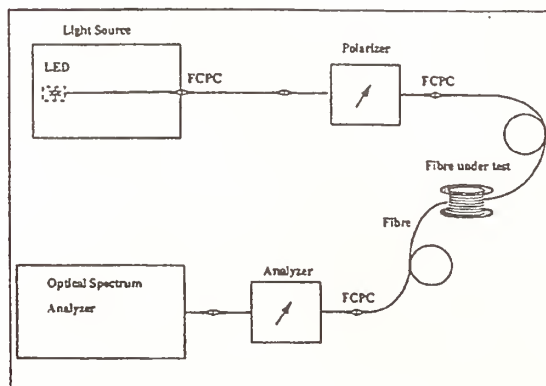 Light Source
LED
FCPC
Polarizer
FCPC
Fibre under test
Fibre
Optical Spectrum
Analyzer
Analyzer
FCPC